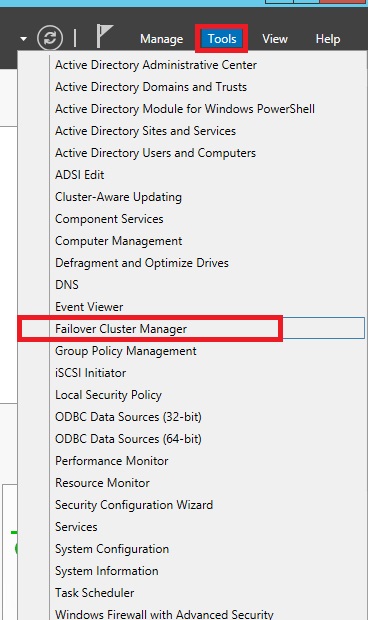 Manage Tools View Help
Active Directory Administrative Center
Active Directory Domains and Trusts
Active Directory Module for Windows PowerShell
Active Directory Sites and Services
Active Directory Users and Computers
ADSI Edit
Cluster-Aware Updating
Component Services
Computer Management
Defragment and Optimize Drives
DNS
Event Viewer
Failover Cluster Manager
Group Policy Management
iSCSI Initiator
Local Security Policy
ODBC Data Sources (32-bit)
ODBC Data Sources (64-bit)
Performance Monitor
Resource Monitor
Security Configuration Wizard
Services
System Configuration
System Information
Task Scheduler
Windows Firewall with Advanced Security